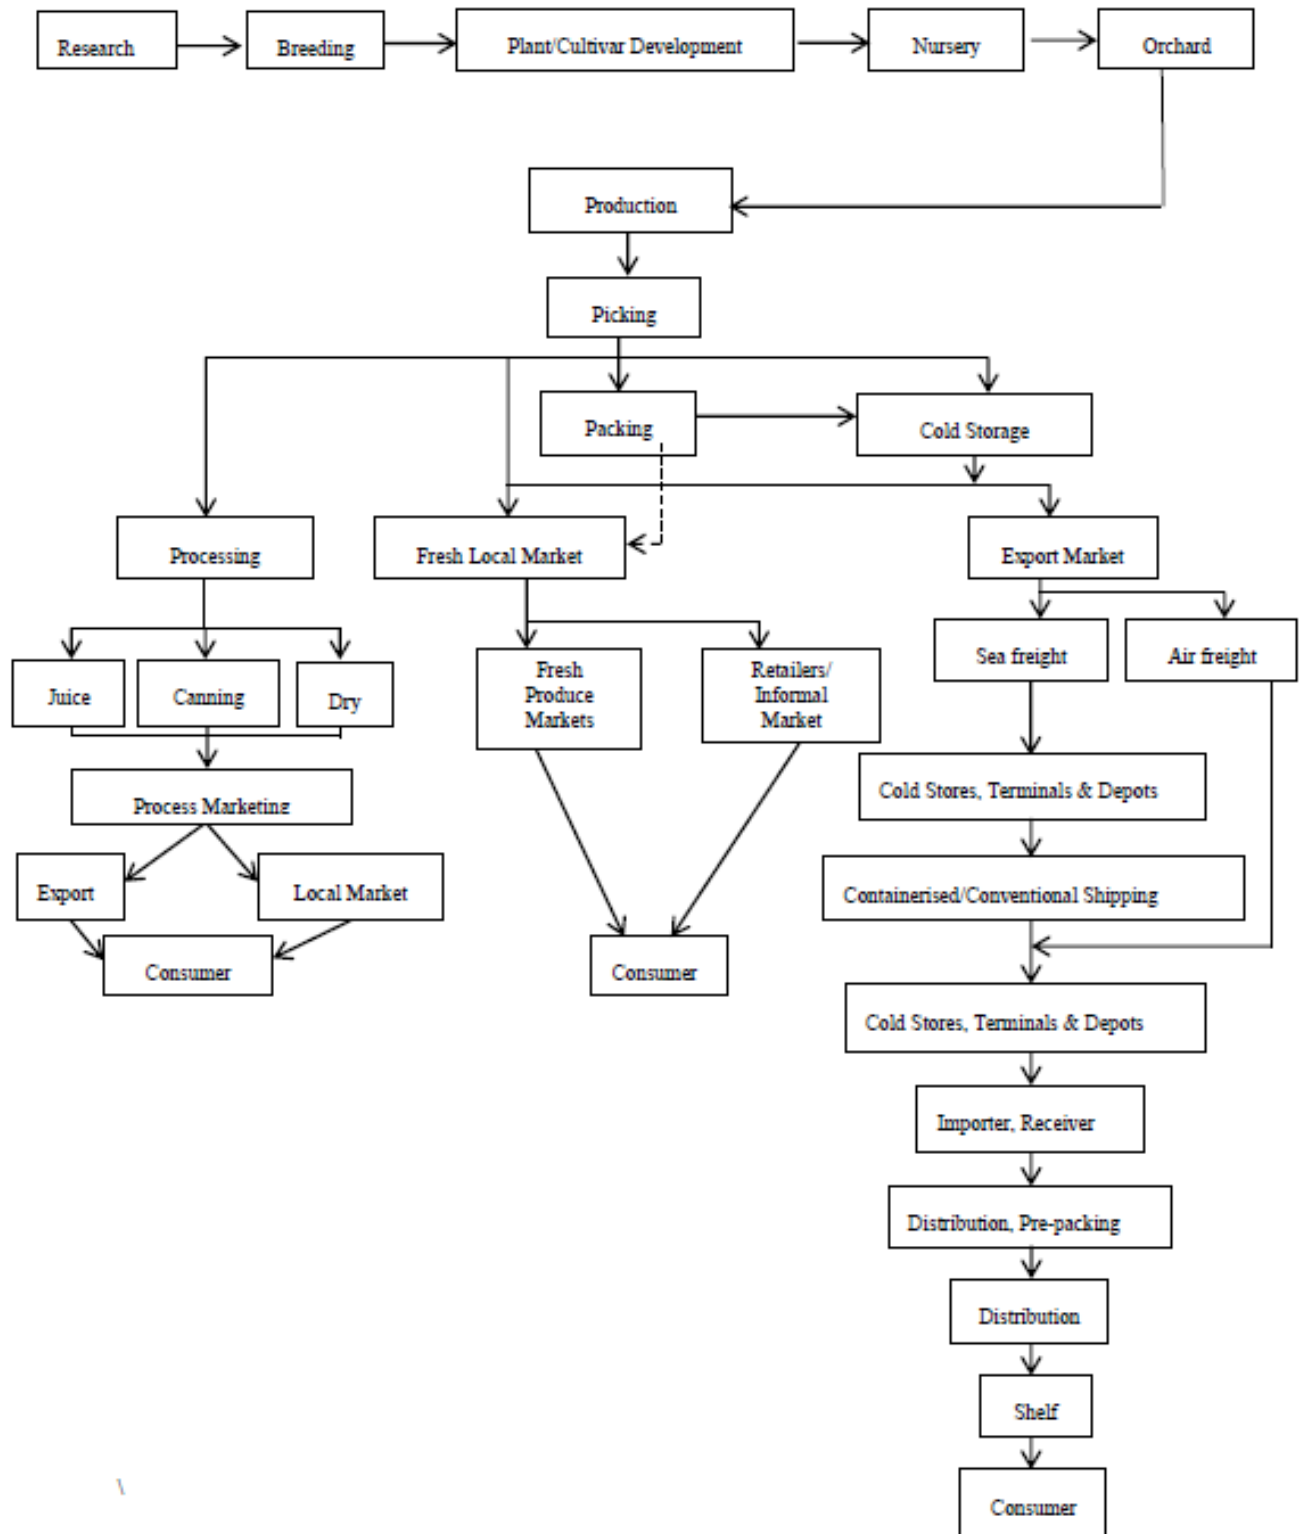 Research
Breeding
Plant/Cultivar Development
Nursery
Orchard
Production
Picking
Packing
Cold Storage
Processing
Fresh Local Market
Export Market
Sea freight
Air freight
Juice
Canning
Dry
Fresh
Produce
Markets
Retailers/
Informal
Market
Cold Stores, Terminals & Depots
Process Marketing
Export
Local Market
Containerised/Conventional Shipping
Consumer
Consumer
Cold Stores, Terminals & Depots
Importer, Receiver
Distribution, Pre-packing
Distribution
Shelf
\
Consumer